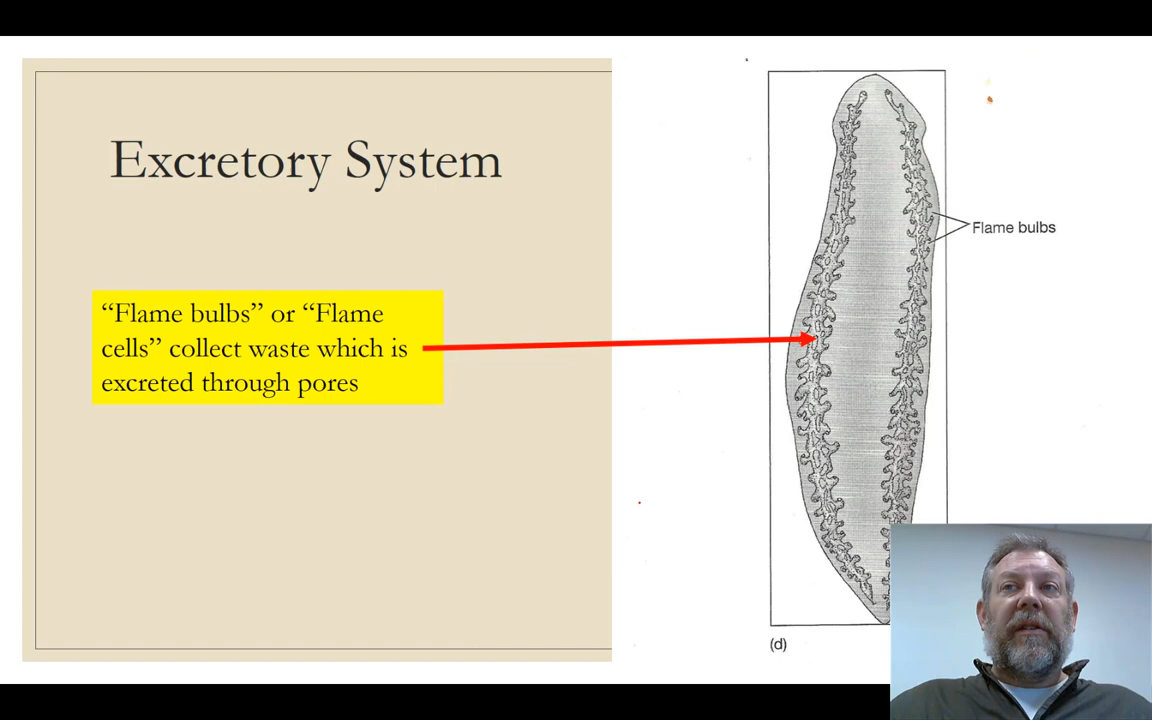 Excretory System
“Flame bulbs” or “Flame
cells” collect waste which is
excreted through pores
Flame bulbs
(d)